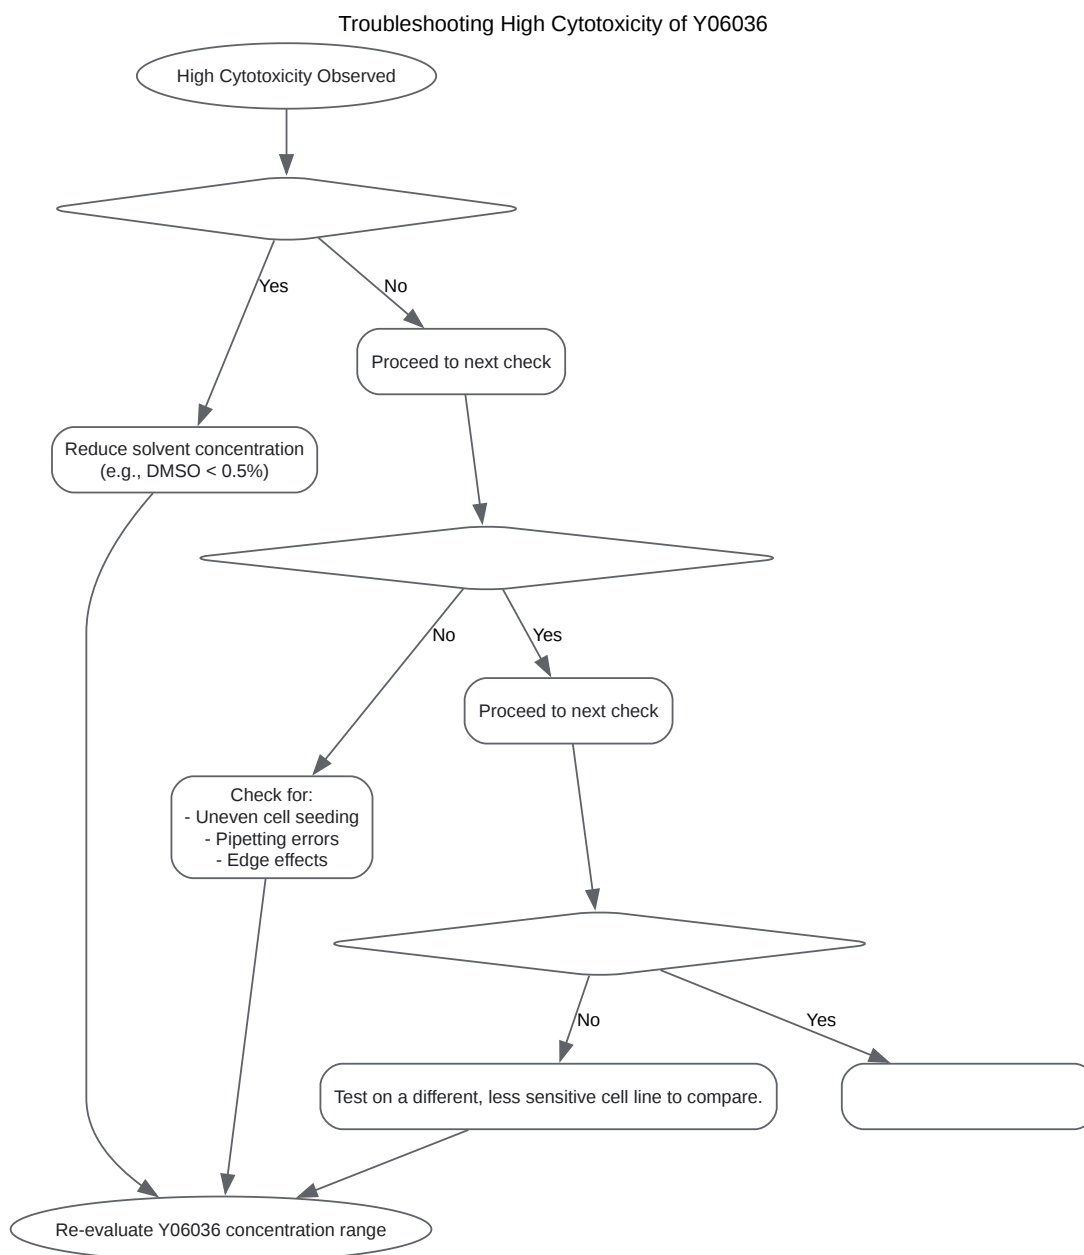 Troubleshooting High Cytotoxicity of Y06036
High Cytotoxicity Observed
Yes
No
Proceed to next check
Reduce solvent concentration
(e.g., DMSO < 0.5%)
No
Yes
Proceed to next check
Check for:
- Uneven cell seeding
- Pipetting errors
- Edge effects
No
Yes
Test on a different, less sensitive cell line to compare.
Re-evaluate Y06036 concentration range